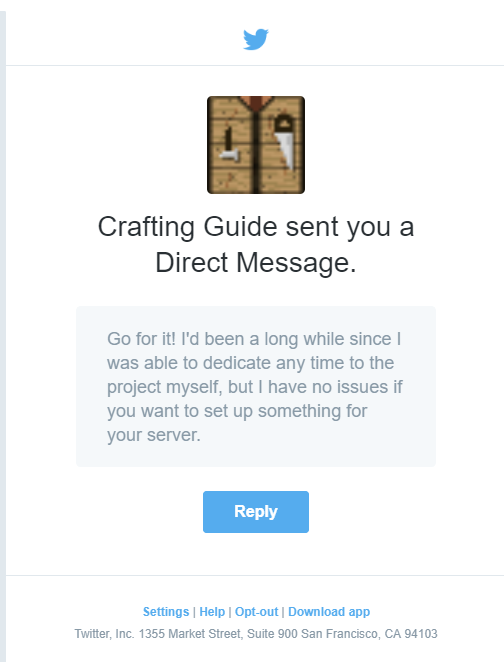 Crafting Guide sent you a
Direct Message.
Go for it! I'd been a long while since I
was able to dedicate any time to the
project myself, but I have no issues if
you want to set up something for
your server.
Reply
Settings | Help | Opt-out | Download app
Twitter, Inc. 1355 Market Street, Suite 900 San Francisco, CA 94103